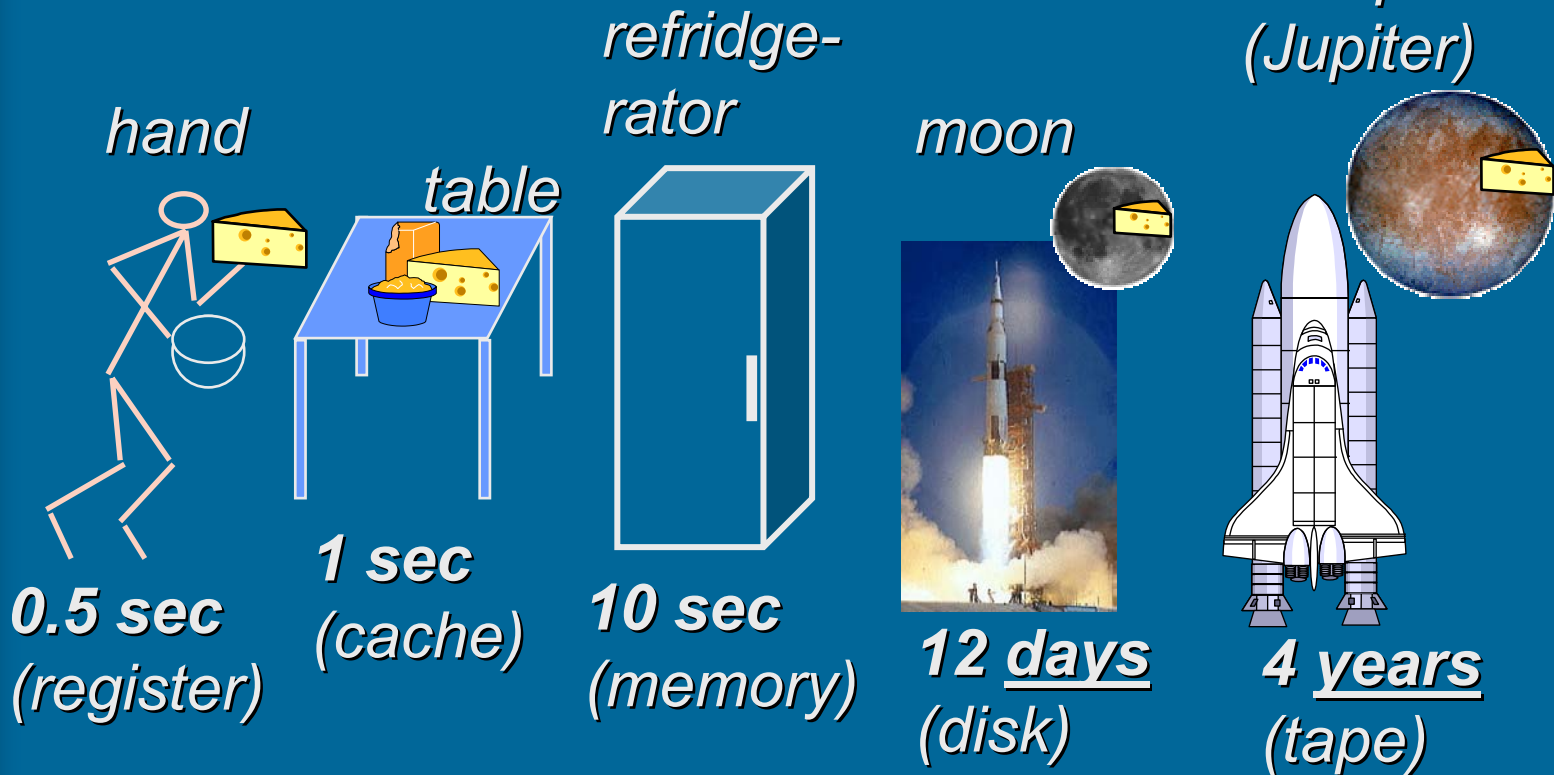 hand
0.5 sec
(register)
table
1 sec
(cache)
refridge-
rator
10 sec
(memory)
moon
12 days
(disk)
(Jupiter)
4 years
(tape)